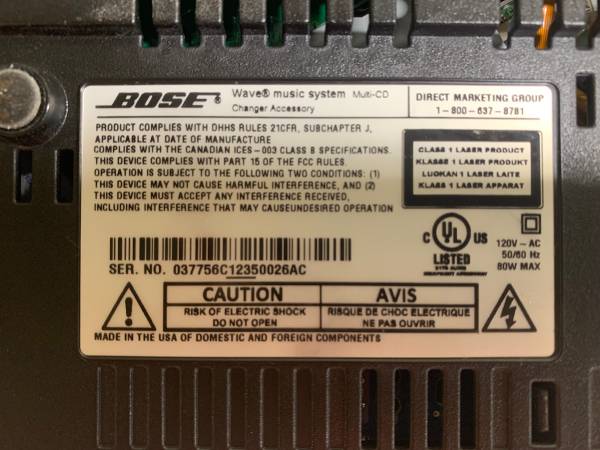 BOSE® Wave® music system Multi-CD
Changer Accessory
DIRECT MARKETING GROUP
1-800-637-8781
PRODUCT COMPLIES WITH DHHS RULES 21CFR, SUBCHAPTER J,
APPLICABLE AT DATE OF MANUFACTURE
COMPLIES WITH THE CANADIAN ICES-003 CLASS B SPECIFICATIONS.
THIS DEVICE COMPLIES WITH PART 15 OF THE FCC RULES.
OPERATION IS SUBJECT TO THE FOLLOWING TWO CONDITIONS: (1)
THIS DEVICE MAY NOT CAUSE HARMFUL INTERFERENCE, AND (2)
THIS DEVICE MUST ACCEPT ANY INTERFERENCE RECEIVED,
INCLUDING INTERFERENCE THAT MAY CAUSEUNDESIRED OPERATION
CLASS 1 LASER PRODUCT
KLASSE 1 LASER PRODUKT
LUOKAN 1 LASER LAITE
KLASS 1 LASER APPARAT
C UL US
LISTED
120V - AC
50/60 Hz
80W MAX
SER. NO. 037756C12350026AC
CAUTION
RISK OF ELECTRIC SHOCK
DO NOT OPEN
AVIS
RISQUE DE CHOC ELECTRIQUE
NE PAS OUVRIR
MADE IN THE USA OF DOMESTIC AND FOREIGN COMPONENTS